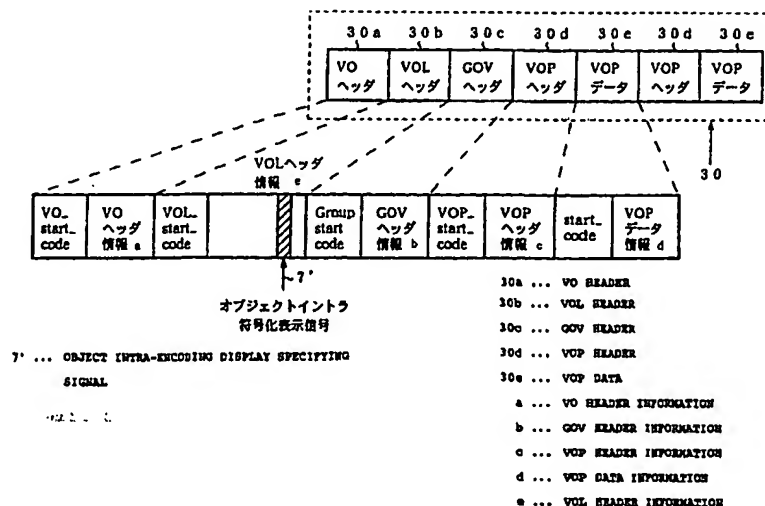 30a 30b 30c 30d 30e 30d 30e
VO ヘッダ
VOL ヘッダ
GOV ヘッダ
VOP ヘッダ
VOP データ
VOP ヘッダ
VOP データ
30
VOLヘッダ
情報 e
VO_ start_ code
VO ヘッダ 情報 a
VOL_ start_ code
Group start code
GOV ヘッダ 情報 b
VOP_ start_ code
VOP ヘッダ 情報 c
start_ code
VOP データ 情報 d
7'
オブジェクトイントラ
符号化表示信号
7' ... OBJECT INTRA-ENCODING DISPLAY SPECIFYING
SIGNAL
30a ... VO HEADER
30b ... VOL HEADER
30c ... GOV HEADER
30d ... VOP HEADER
30e ... VOP DATA
a ... VO HEADER INFORMATION
b ... GOV HEADER INFORMATION
c ... VOP HEADER INFORMATION
d ... VOP DATA INFORMATION
e ... VOL HEADER INFORMATION